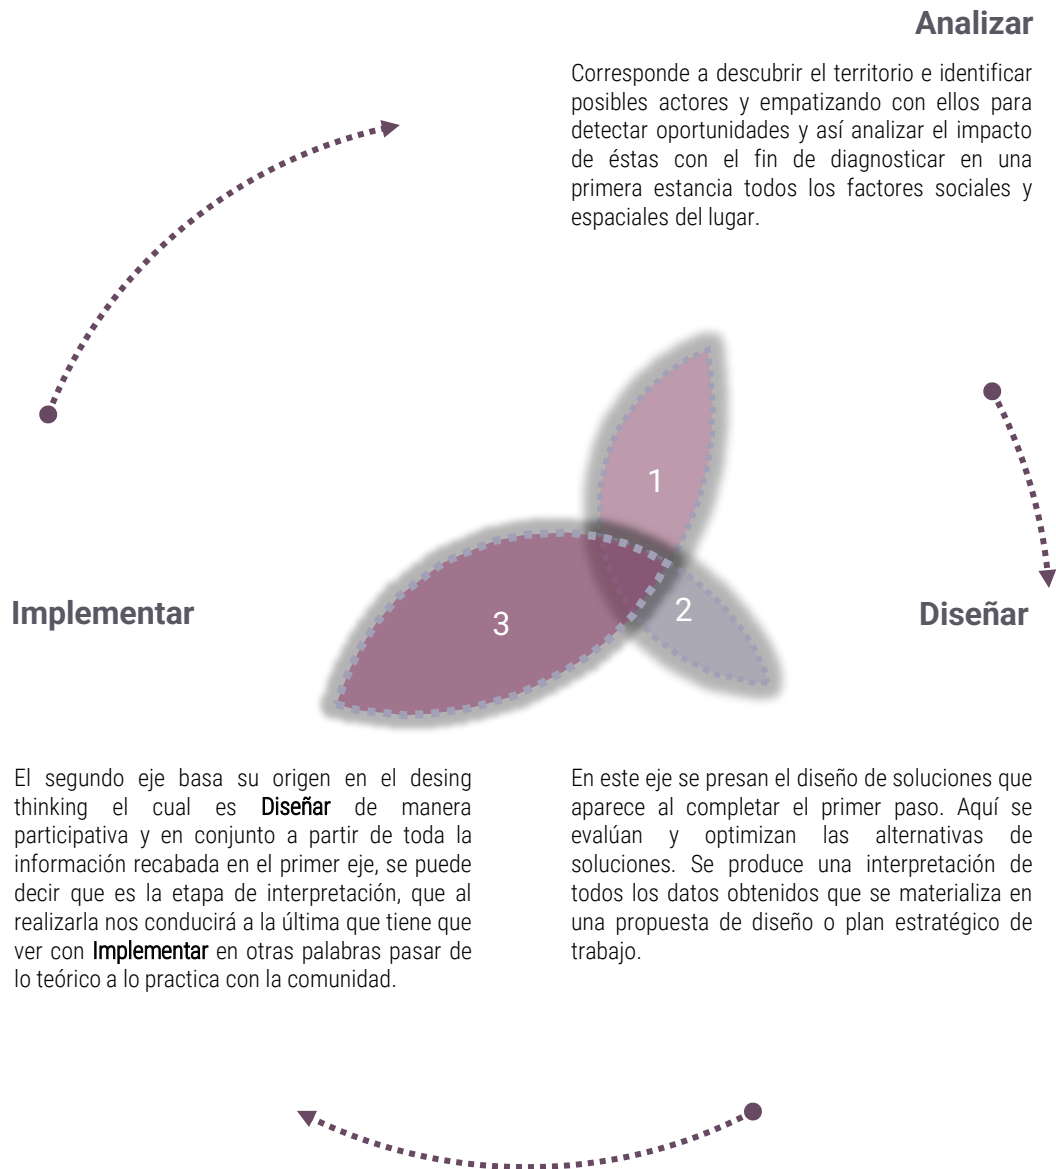 Analizar
Corresponde a descubrir el territorio e identificar
posibles actores y empatizando con ellos para
detectar oportunidades y así analizar el impacto
de éstas con el fin de diagnosticar en una
primera estancia todos los factores sociales y
espaciales del lugar.
1
2
3
Implementar
Diseñar
El segundo eje basa su origen en el desing
thinking el cual es Diseñar de manera
participativa y en conjunto a partir de toda la
información recabada en el primer eje, se puede
decir que es la etapa de interpretación, que al
realizarla nos conducirá a la última que tiene que
ver con Implementar en otras palabras pasar de
lo teórico a lo practica con la comunidad.
En este eje se presan el diseño de soluciones que
aparece al completar el primer paso. Aquí se
evalúan y optimizan las alternativas de
soluciones. Se produce una interpretación de
todos los datos obtenidos que se materializa en
una propuesta de diseño o plan estratégico de
trabajo.